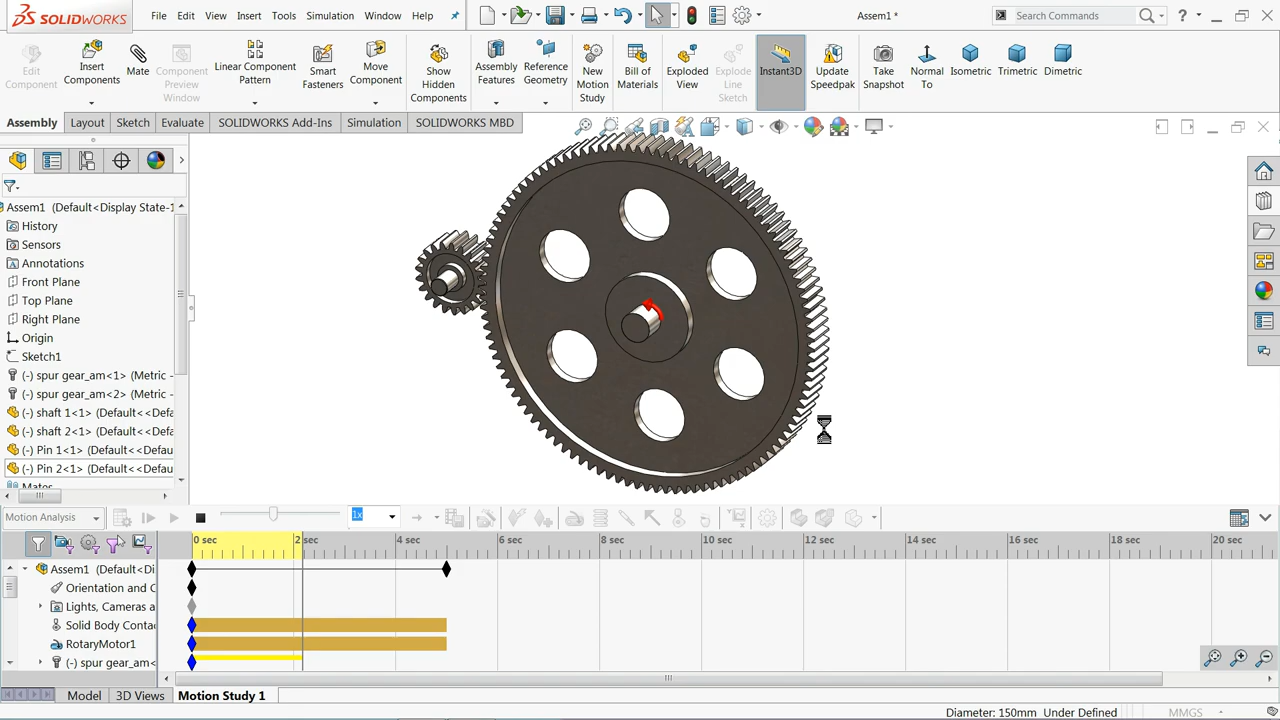 SOLIDWORKS File Edit View Insert Tools Simulation Window Help Assem1 * Search Commands ?
Edit Component
Insert Components
Mate
Component Preview Window
Linear Component Pattern
Smart Fasteners
Move Component
Show Hidden Components
Assembly Features
Reference Geometry
New Motion Study
Bill of Materials
Exploded View
Explode Line Sketch
Instant3D
Update Speedpak
Take Snapshot
Normal To
Isometric
Trimetric
Dimetric
Assembly Layout Sketch Evaluate SOLIDWORKS Add-Ins Simulation SOLIDWORKS MBD
Assem1 (Default<Display State-1
History
Sensors
Annotations
Front Plane
Top Plane
Right Plane
Origin
Sketch1
(-) spur gear_am<1> (Metric -
(-) spur gear_am<2> (Metric -
(-) shaft 1<1> (Default<<Defau
(-) shaft 2<1> (Default<<Defau
(-) Pin 1<1> (Default<<Default
(-) Pin 2<1> (Default<<Default
Mates
Motion Analysis 1x
0 sec 2 sec 4 sec 6 sec 8 sec 10 sec 12 sec 14 sec 16 sec 18 sec 20 sec
Assem1 (Default<Di
Orientation and C
Lights, Cameras a
Solid Body Conta
RotaryMotor1
(-) spur gear_am<
Model 3D Views Motion Study 1
Diameter: 150mm Under Defined MMGS